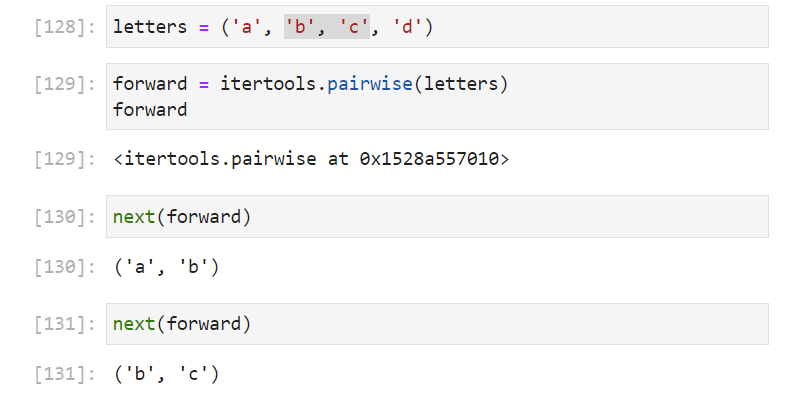 [128]: letters = ('a', 'b', 'c', 'd')
[129]: forward = itertools.pairwise(letters)
forward
[129]: <itertools.pairwise at 0x1528a557010>
[130]: next(forward)
[130]: ('a', 'b')
[131]: next(forward)
[131]: ('b', 'c')